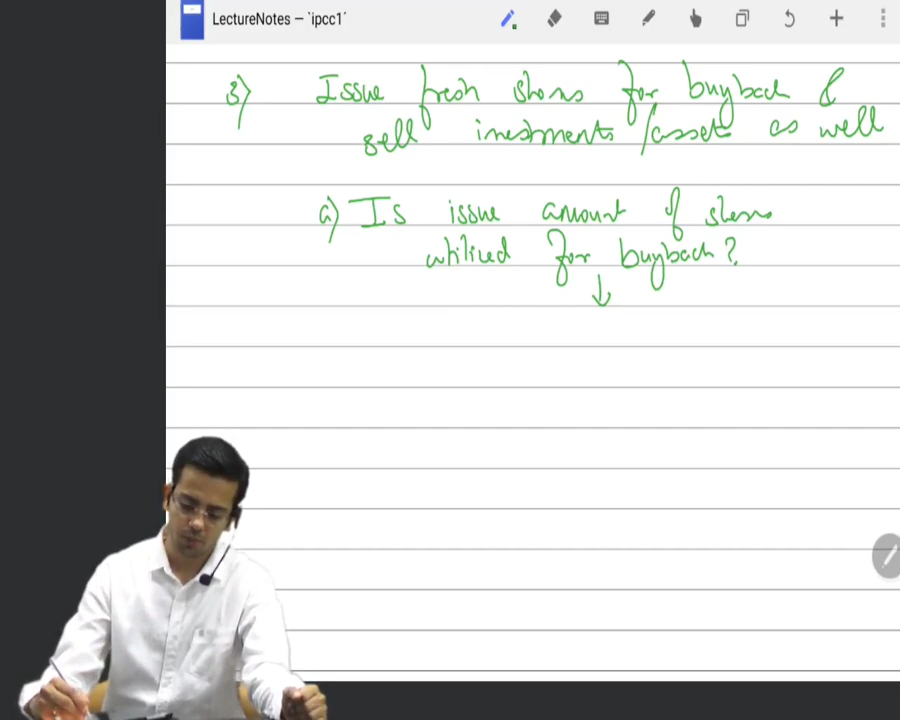 LectureNotes – `ipcc1´
3) Issue fresh shares for buyback &
sell investments/assets as well
a) Is issue amount of shares
utilized for buyback?